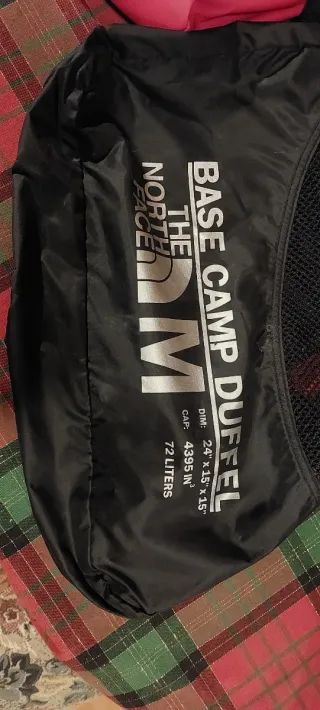 BASE CAMP DUFFEL
THE
NORTH
FACE
M
DIM: 24" x 15" x 15"
CAP: 4395 IN³
72 LITERS